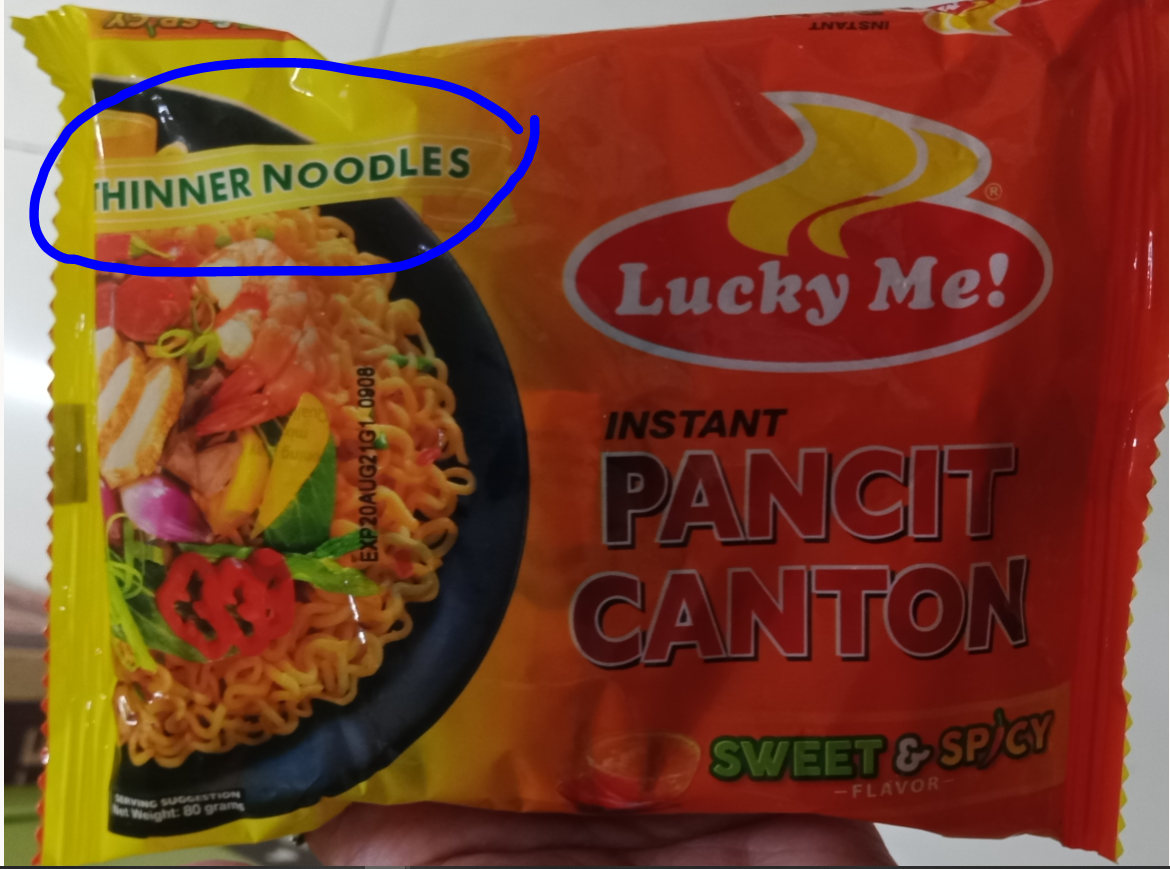 & SPICY
INSTANT
THINNER NOODLES
Lucky Me!
®
INSTANT
PANCIT
CANTON
EXP20AUG21G1 0908
SWEET & SPICY
FLAVOR
SERVING SUGGESTION
Net Weight: 80 grams